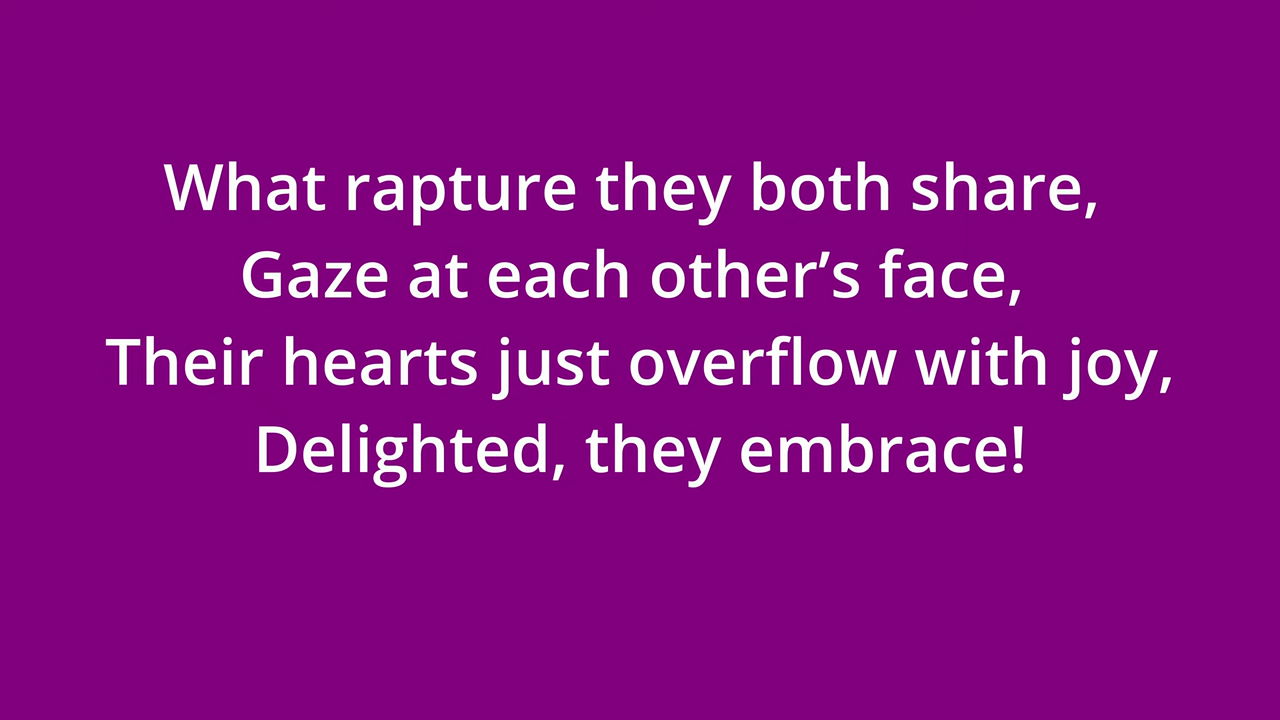 What rapture they both share,
Gaze at each other’s face,
Their hearts just overflow with joy,
Delighted, they embrace!